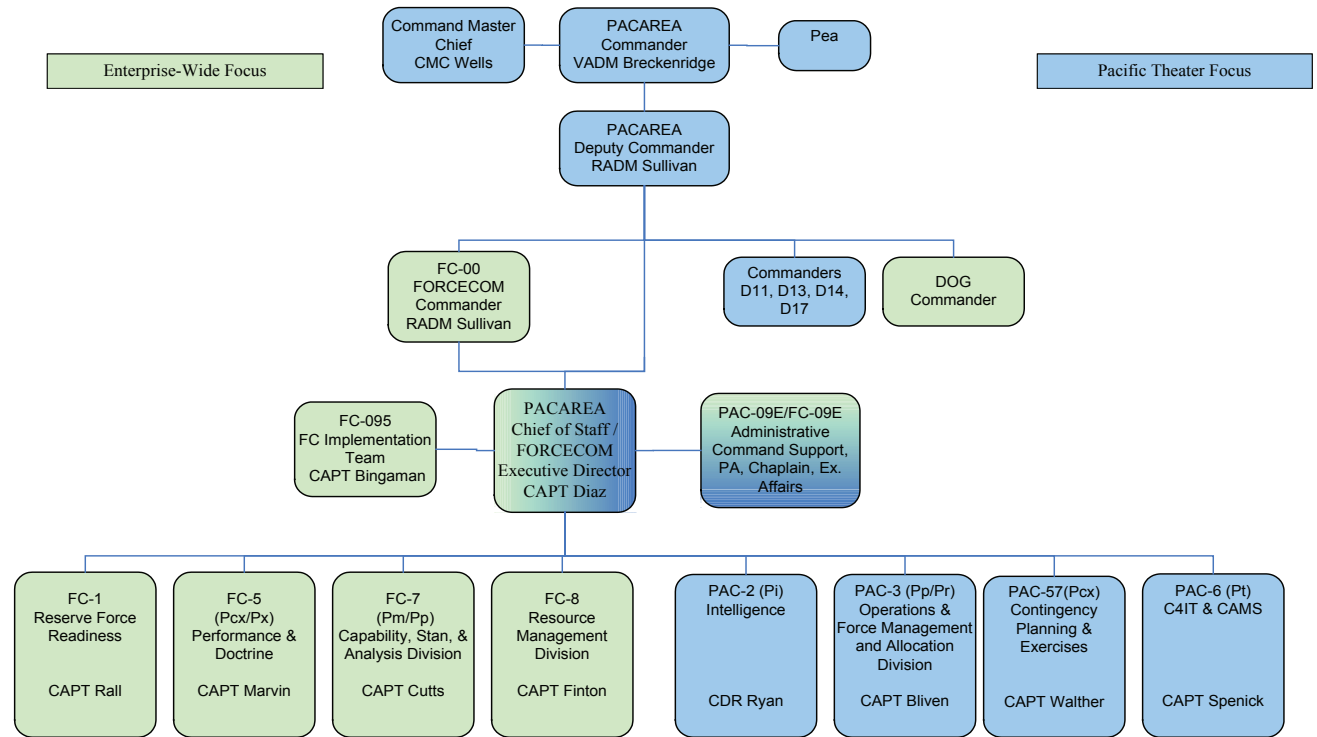 Command Master
Chief
CMC Wells
PACAREA
Commander
VADM Breckenridge
Pea
Enterprise-Wide Focus
Pacific Theater Focus
PACAREA
Deputy Commander
RADM Sullivan
FC-00
FORCECOM
Commander
RADM Sullivan
Commanders
D11, D13, D14,
D17
DOG
Commander
FC-095
FC Implementation
Team
CAPT Bingaman
PACAREA
Chief of Staff /
FORCECOM
Executive Director
CAPT Diaz
PAC-09E/FC-09E
Administrative
Command Support,
PA, Chaplain, Ex.
Affairs
FC-1
Reserve Force
Readiness
CAPT Rall
FC-5
(Pcx/Px)
Performance &
Doctrine
CAPT Marvin
FC-7
(Pm/Pp)
Capability, Stan, &
Analysis Division
CAPT Cutts
FC-8
Resource
Management
Division
CAPT Finton
PAC-2 (Pi)
Intelligence
CDR Ryan
PAC-3 (Pp/Pr)
Operations &
Force Management
and Allocation
Division
CAPT Bliven
PAC-57(Pcx)
Contingency
Planning &
Exercises
CAPT Walther
PAC-6 (Pt)
C4IT & CAMS
CAPT Spenick